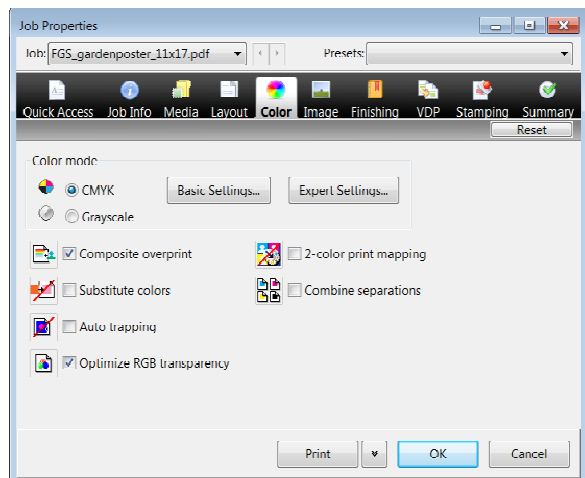 Job Properties
Job: FGS_gardenposter_11x17.pdf Presets:
Quick Access Job Info Media Layout Color Image Finishing VDP Stamping Summary
Reset
Color mode
CMYK Basic Settings... Expert Settings...
Grayscale
Composite overprint 2-color print mapping
Substitute colors Combine separations
Auto trapping
Optimize RGB transparency
Print OK Cancel